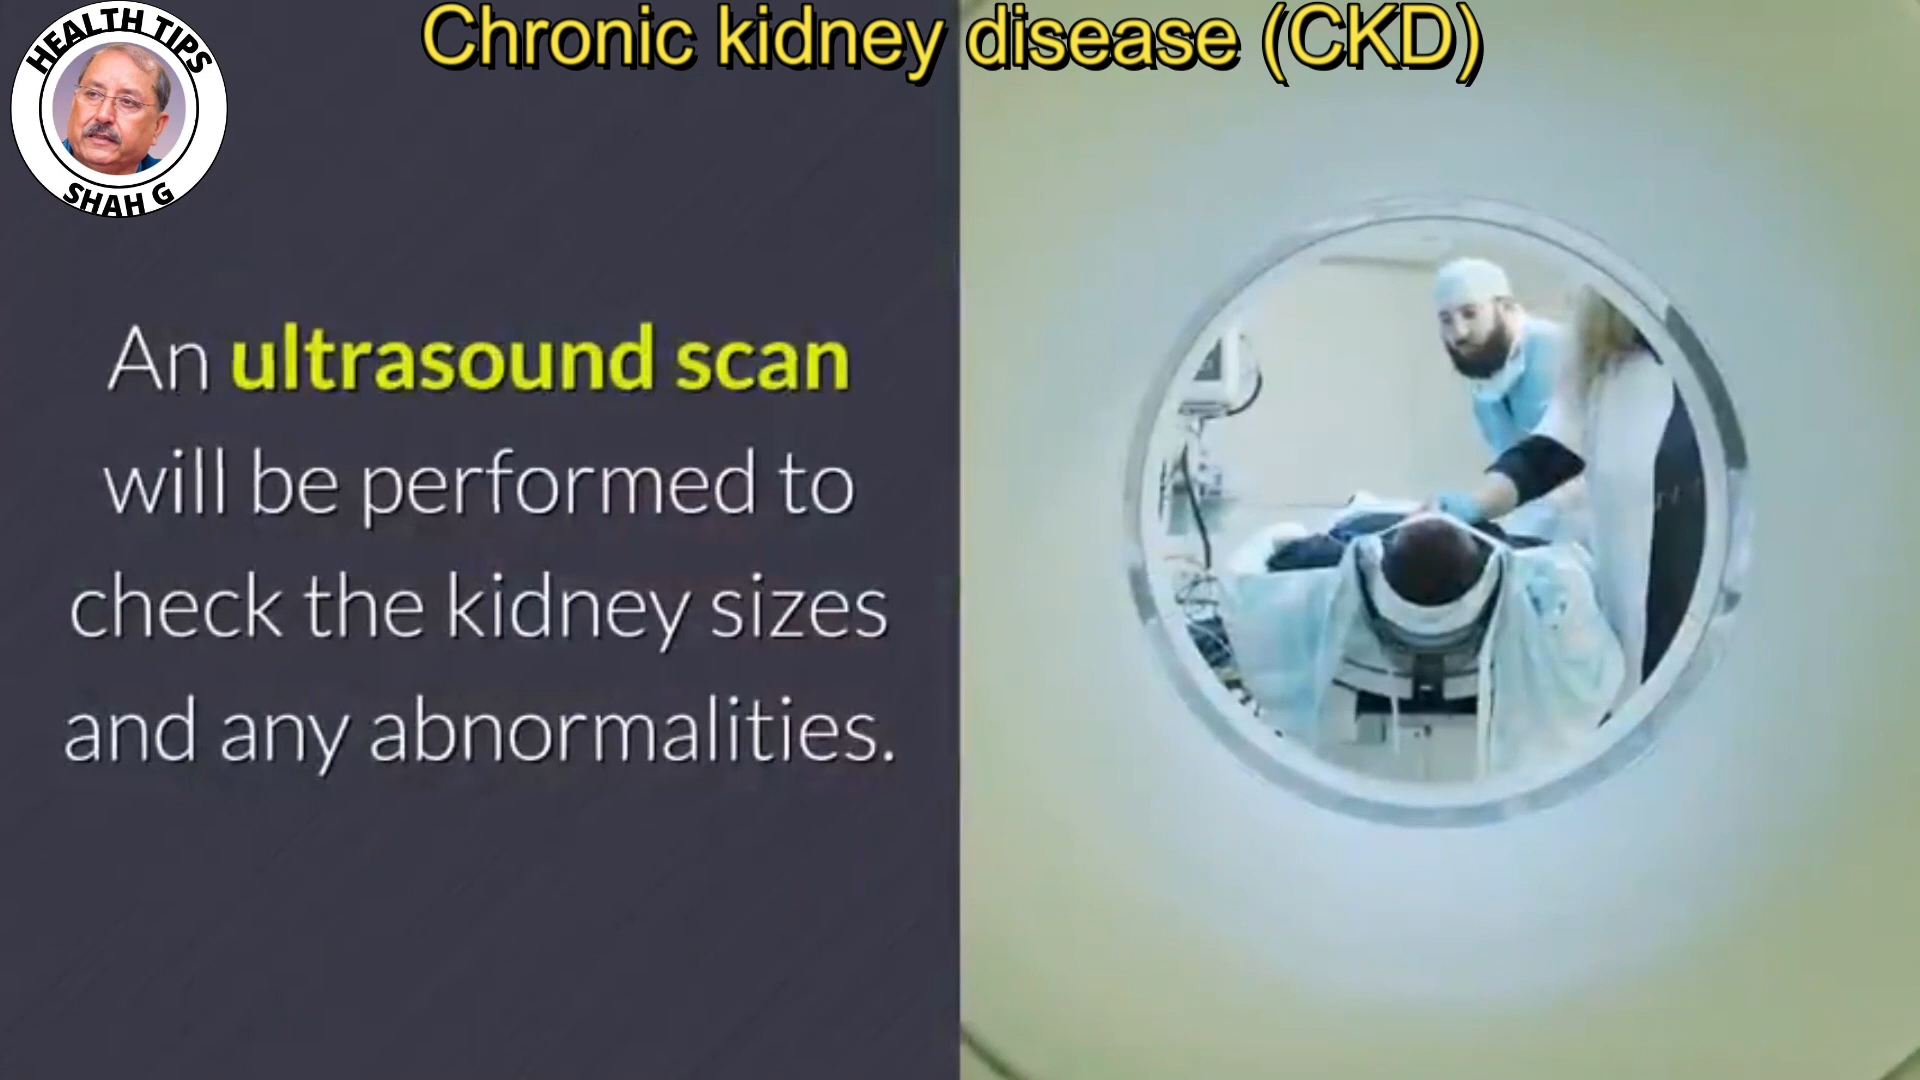 HEALTH TIPS
SHAH G
Chronic kidney disease (CKD)
An ultrasound scan
will be performed to
check the kidney sizes
and any abnormalities.